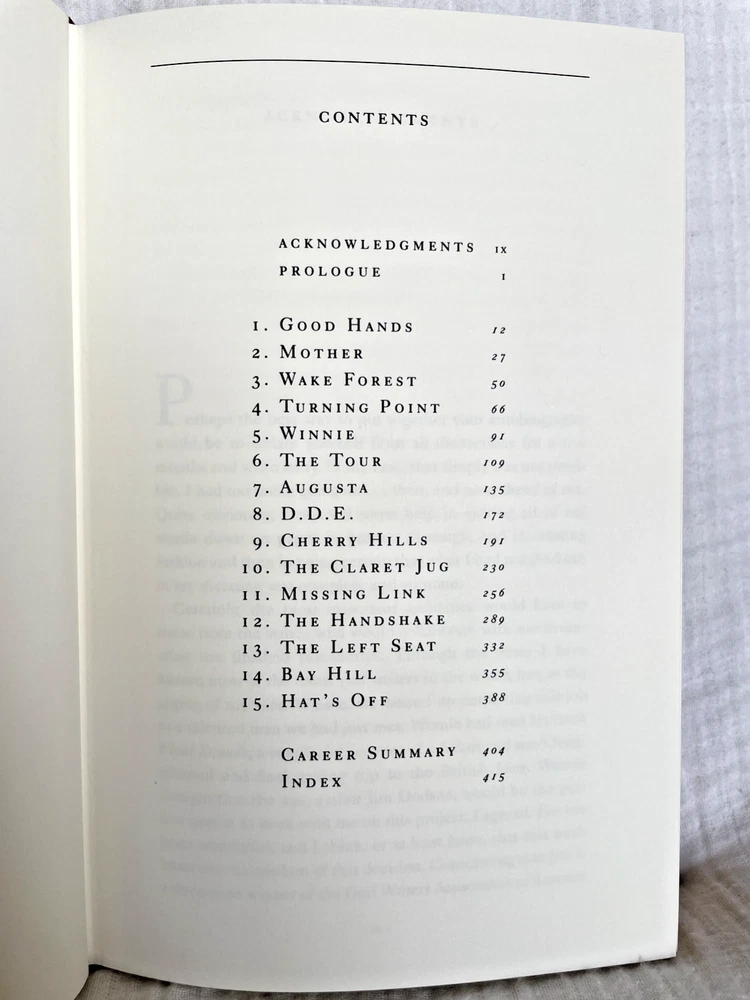 CONTENTS
ACKNOWLEDGMENTS ix
PROLOGUE 1
1. GOOD HANDS 12
2. MOTHER 27
3. WAKE FOREST 50
4. TURNING POINT 66
5. WINNIE 91
6. THE TOUR 109
7. AUGUSTA 135
8. D.D.E. 172
9. CHERRY HILLS 191
10. THE CLARET JUG 230
11. MISSING LINK 256
12. THE HANDSHAKE 289
13. THE LEFT SEAT 332
14. BAY HILL 355
15. HAT'S OFF 388
CAREER SUMMARY 404
INDEX 415